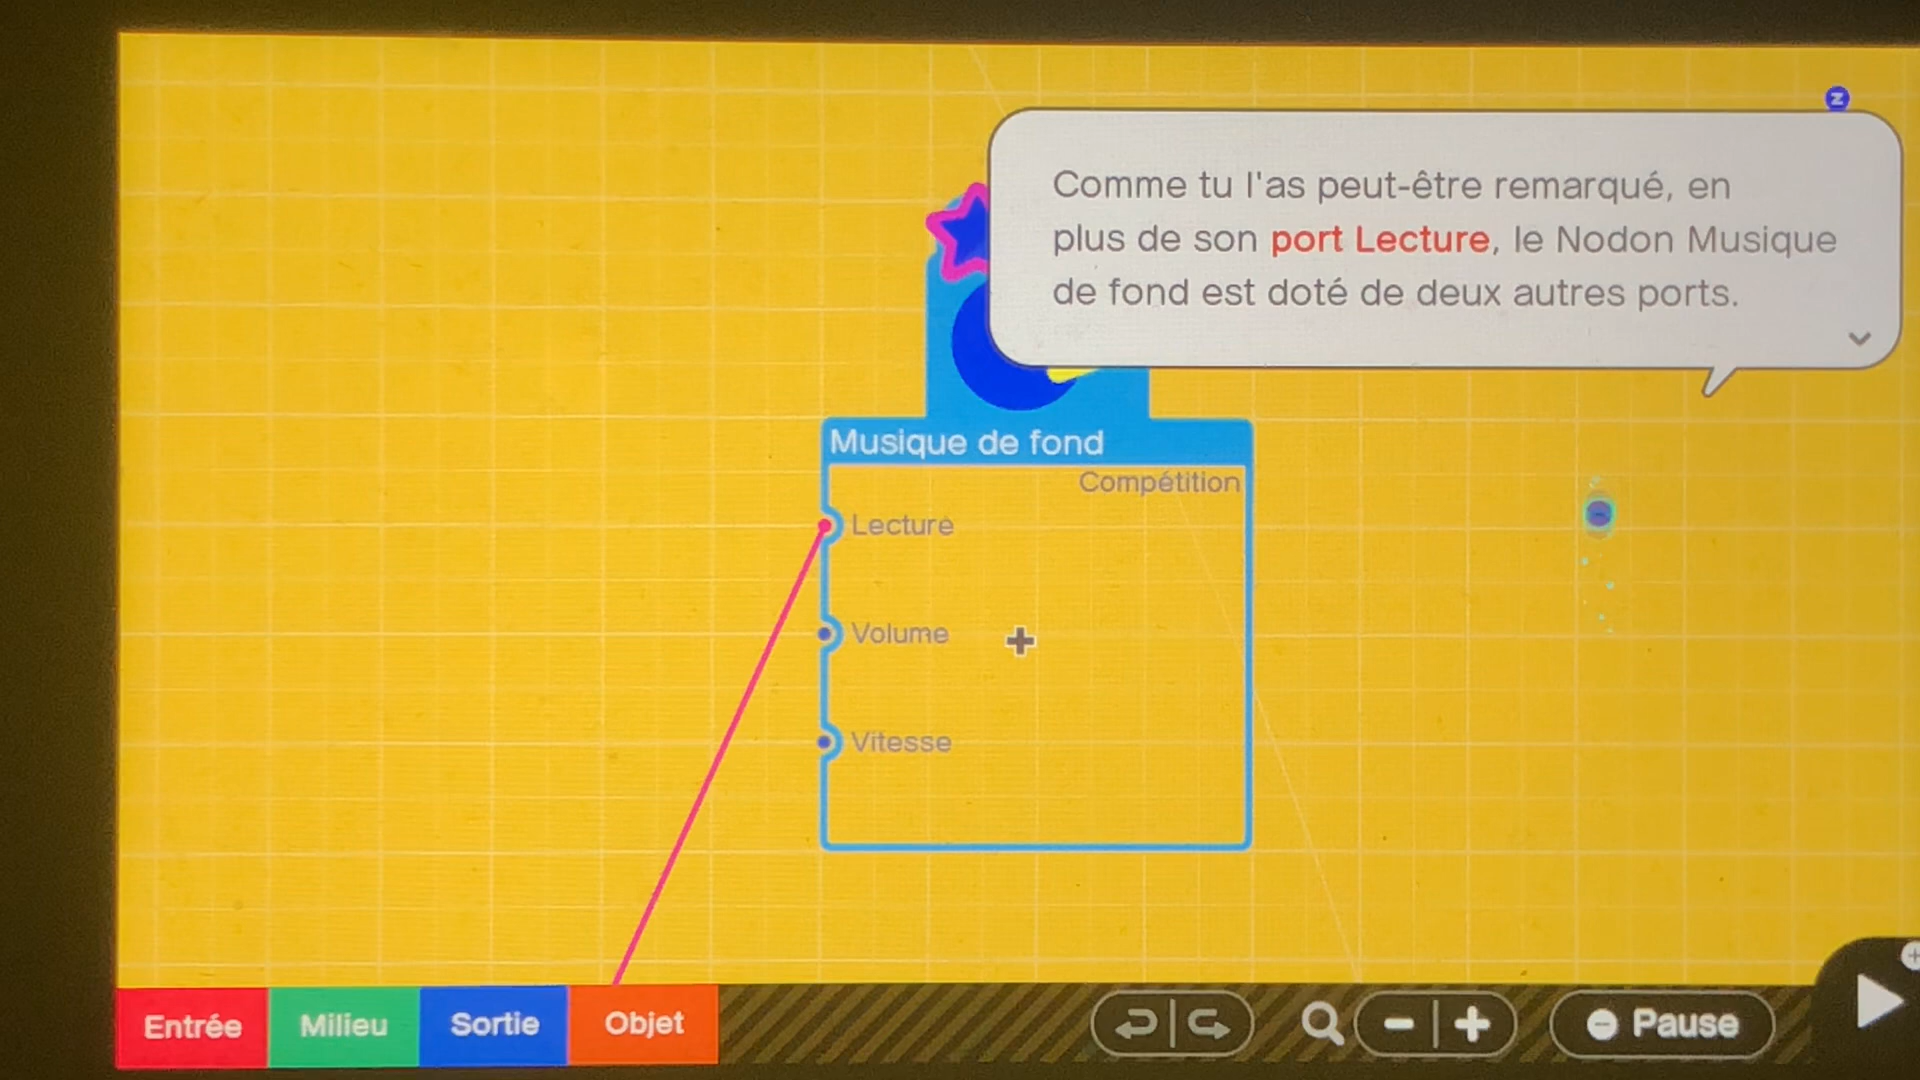 Z
Comme tu l'as peut-être remarqué, en
plus de son port Lecture, le Nodon Musique
de fond est doté de deux autres ports.
Musique de fond
Compétition
Lecture
Volume
Vitesse
Entrée
Milieu
Sortie
Objet
Pause